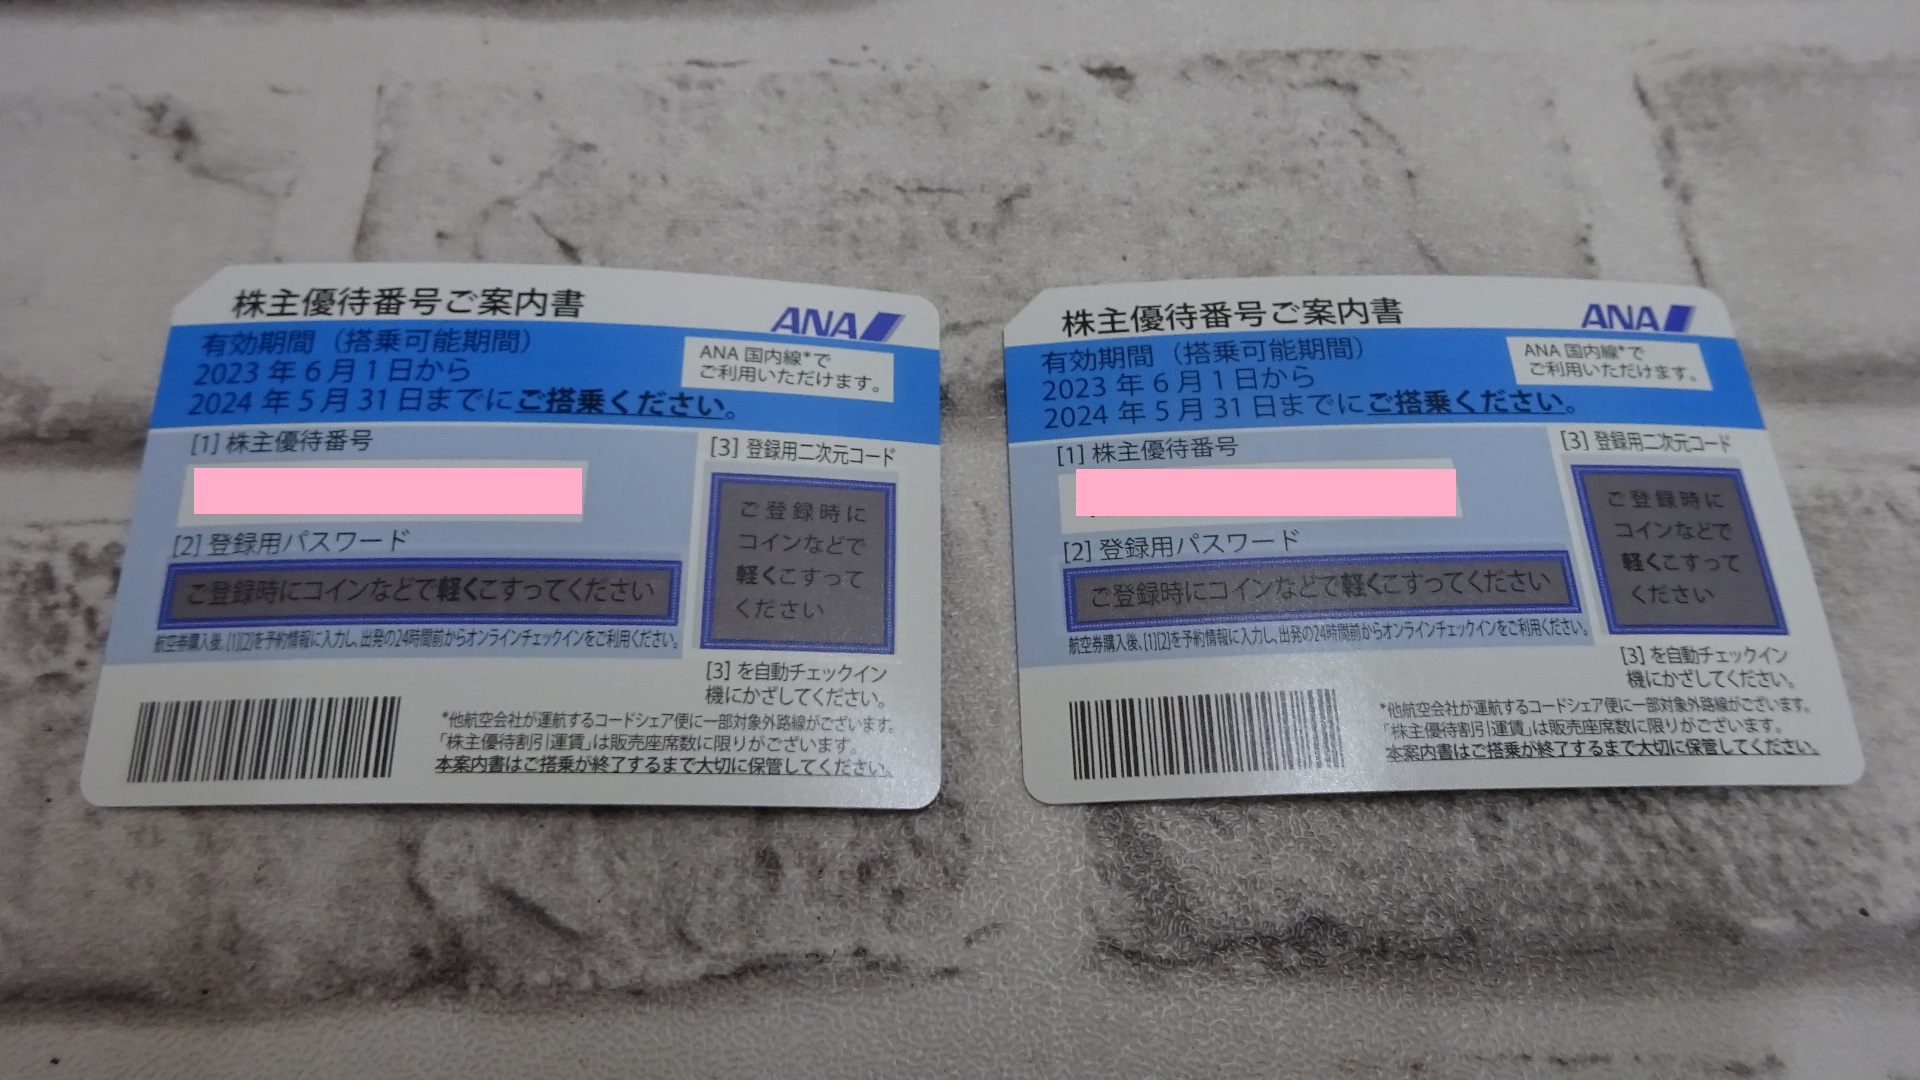 株主優待番号ご案内書
ANA
有効期間（搭乗可能期間）
2023 年 6 月 1 日から
2024 年 5 月 31 日までにご搭乗ください。
ANA 国内線*で
ご利用いただけます。
[1] 株主優待番号
[2] 登録用パスワード
ご登録時にコインなどで軽くこすってください
航空券購入後、[1][2]を予約情報に入力し、出発の24時間前からオンラインチェックインをご利用ください。
[3] 登録用二次元コード
ご登録時に
コインなどで
軽くこすって
ください
[3] を自動チェックイン
機にかざしてください。
*他航空会社が運航するコードシェア便に一部対象外路線がございます。
「株主優待割引運賃」は販売座席数に限りがございます。
本案内書はご搭乗が終了するまで大切に保管してください。
株主優待番号ご案内書
ANA
有効期間（搭乗可能期間）
2023 年 6 月 1 日から
2024 年 5 月 31 日までにご搭乗ください。
ANA 国内線*で
ご利用いただけます。
[1] 株主優待番号
[2] 登録用パスワード
ご登録時にコインなどで軽くこすってください
航空券購入後、[1][2]を予約情報に入力し、出発の24時間前からオンラインチェックインをご利用ください。
[3] 登録用二次元コード
ご登録時に
コインなどで
軽くこすって
ください
[3] を自動チェックイン
機にかざしてください。
*他航空会社が運航するコードシェア便に一部対象外路線がございます。
「株主優待割引運賃」は販売座席数に限りがございます。
本案内書はご搭乗が終了するまで大切に保管してください。